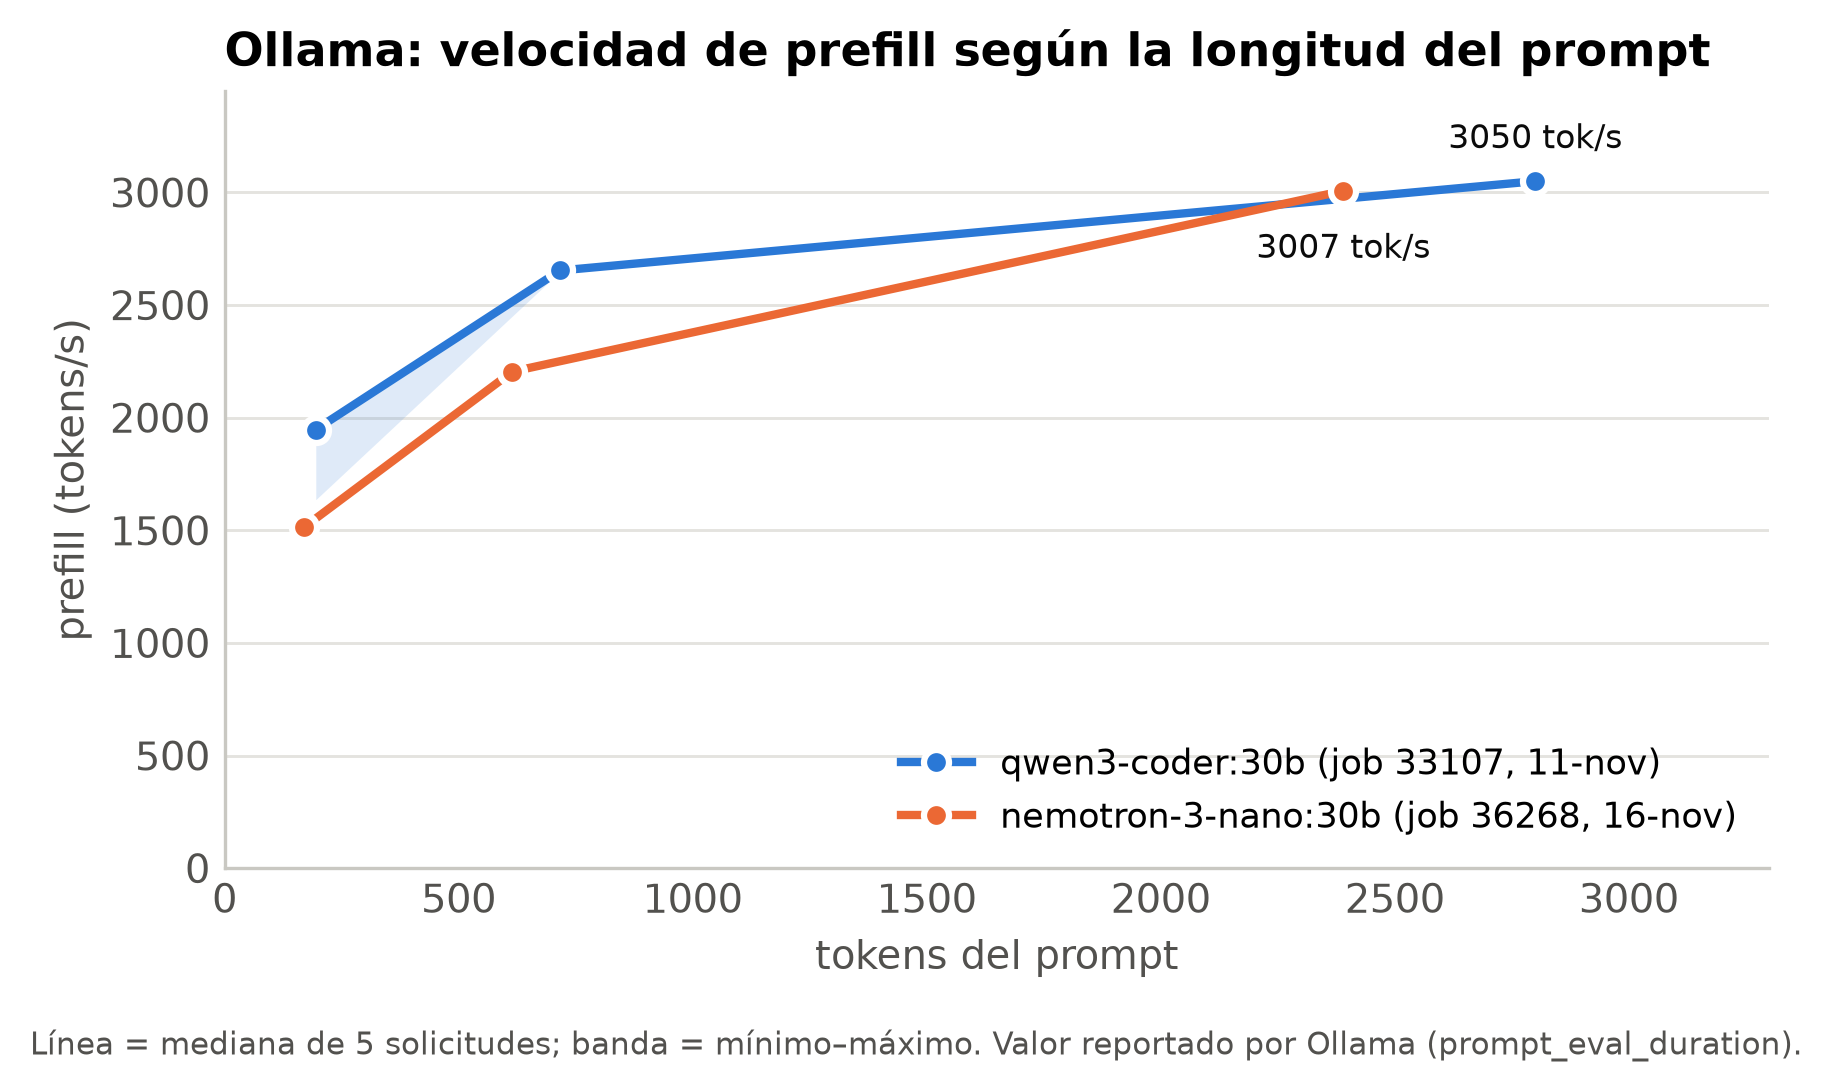 Ollama: velocidad de prefill según la longitud del prompt
3050 tok/s
3007 tok/s
prefill (tokens/s)
3000
2500
2000
1500
1000
500
0
qwen3-coder:30b (job 33107, 11-nov)
nemotron-3-nano:30b (job 36268, 16-nov)
0 500 1000 1500 2000 2500 3000
tokens del prompt
Línea = mediana de 5 solicitudes; banda = mínimo–máximo. Valor reportado por Ollama (prompt_eval_duration).